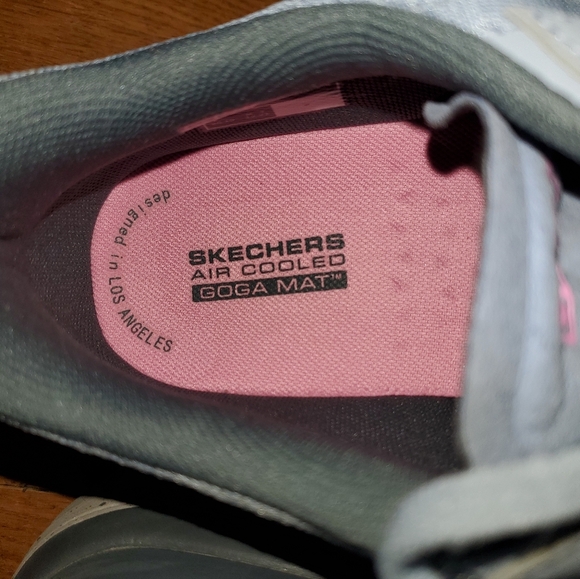 SKECHERS
AIR COOLED
GOGA MAT™
designed in LOS ANGELES